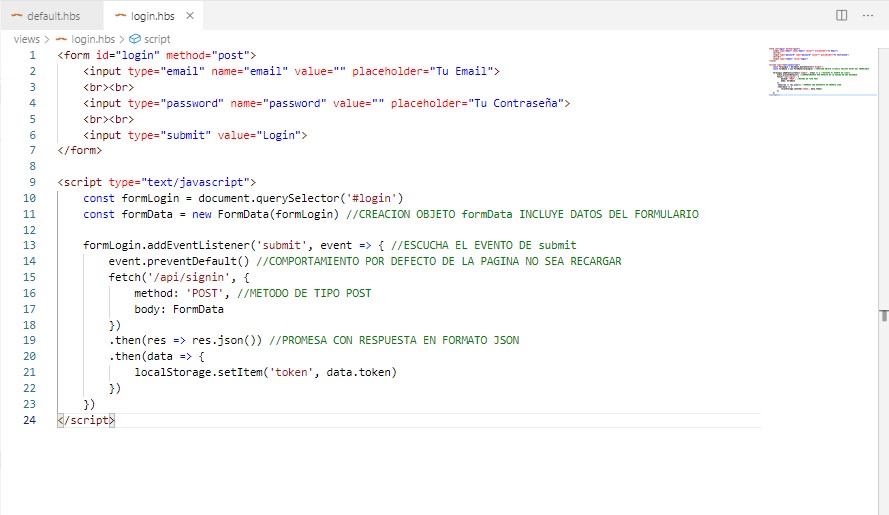 default.hbs login.hbs ×
views > login.hbs > script
1 <form id="login" method="post">
2     <input type="email" name="email" value="" placeholder="Tu Email">
3     <br><br>
4     <input type="password" name="password" value="" placeholder="Tu Contraseña">
5     <br><br>
6     <input type="submit" value="Login">
7 </form>
8
9 <script type="text/javascript">
10     const formLogin = document.querySelector('#login')
11     const formData = new FormData(formLogin) //CREACION OBJETO formData INCLUYE DATOS DEL FORMULARIO
12
13     formLogin.addEventListener('submit', event => { //ESCUCHA EL EVENTO DE submit
14         event.preventDefault() //COMPORTAMIENTO POR DEFECTO DE LA PAGINA NO SEA RECARGAR
15         fetch('/api/signin', {
16             method: 'POST', //METODO DE TIPO POST
17             body: FormData
18         })
19         .then(res => res.json()) //PROMESA CON RESPUESTA EN FORMATO JSON
20         .then(data => {
21             localStorage.setItem('token', data.token)
22         })
23     })
24 </script>